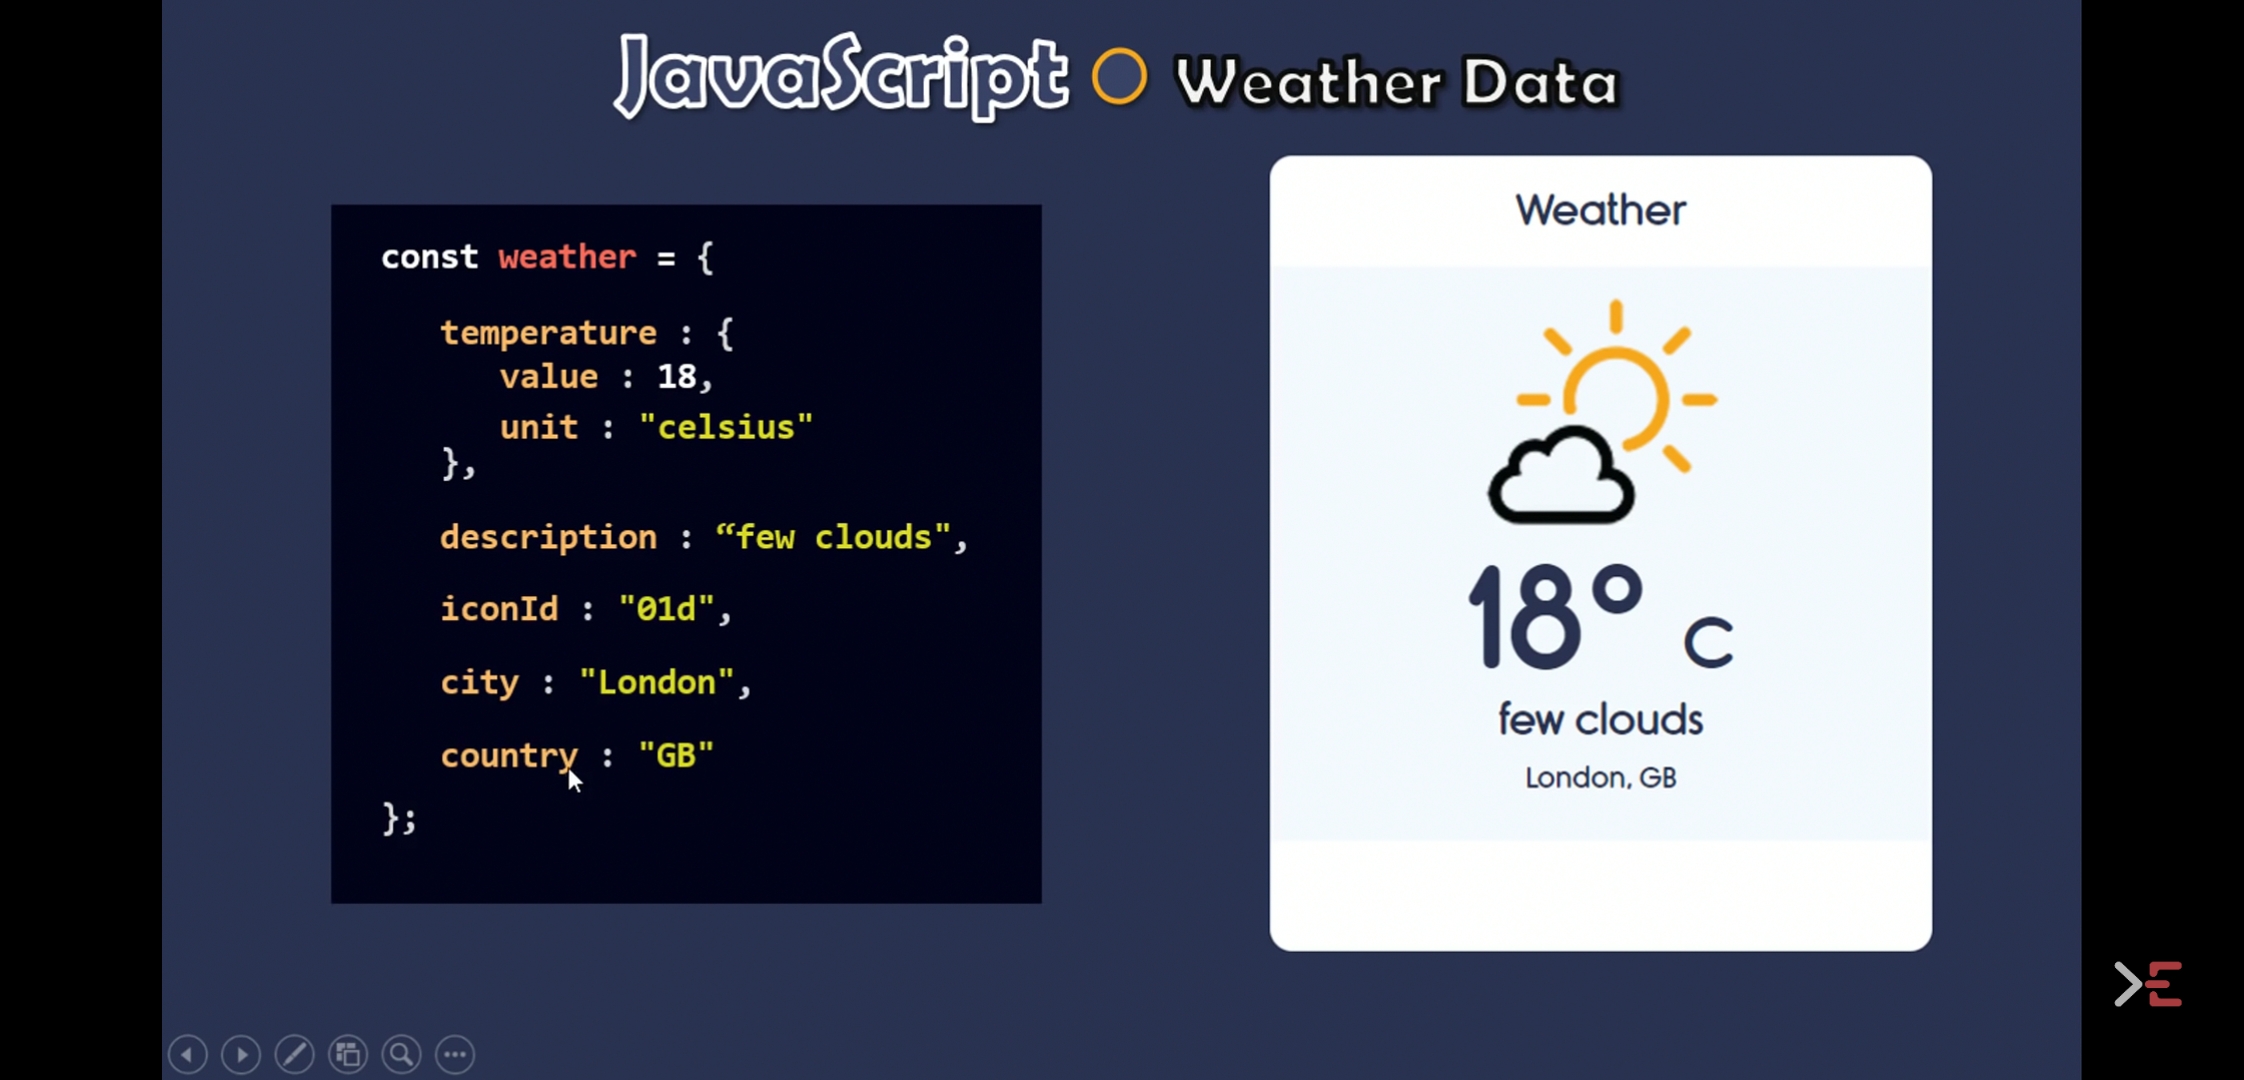 JavaScript Weather Data
const weather = {
temperature : {
value : 18,
unit : "celsius"
},
description : “few clouds",
iconId : "01d",
city : "London",
country : "GB"
};
Weather
18° c
few clouds
London, GB